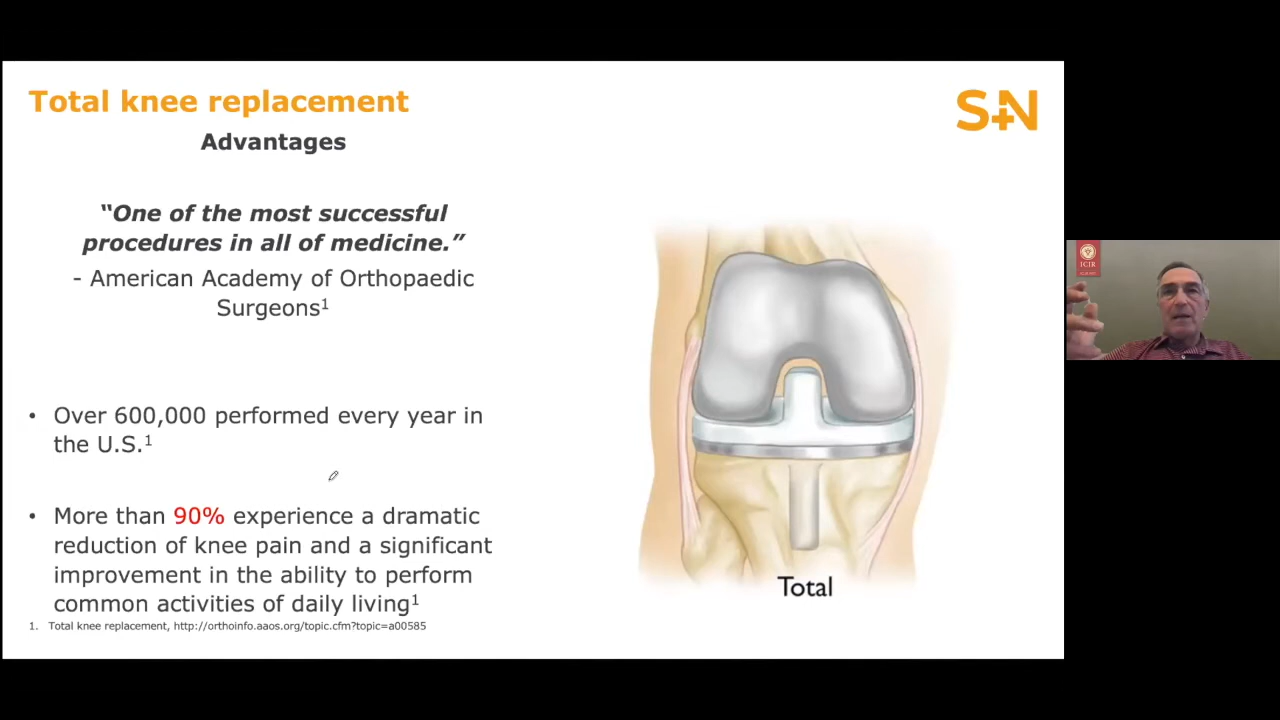 Total knee replacement
S+N
Advantages
“One of the most successful
procedures in all of medicine.”
- American Academy of Orthopaedic
Surgeons1
• Over 600,000 performed every year in
the U.S.1
• More than 90% experience a dramatic
reduction of knee pain and a significant
improvement in the ability to perform
common activities of daily living1
1. Total knee replacement, http://orthoinfo.aaos.org/topic.cfm?topic=a00585
Total
ICJR